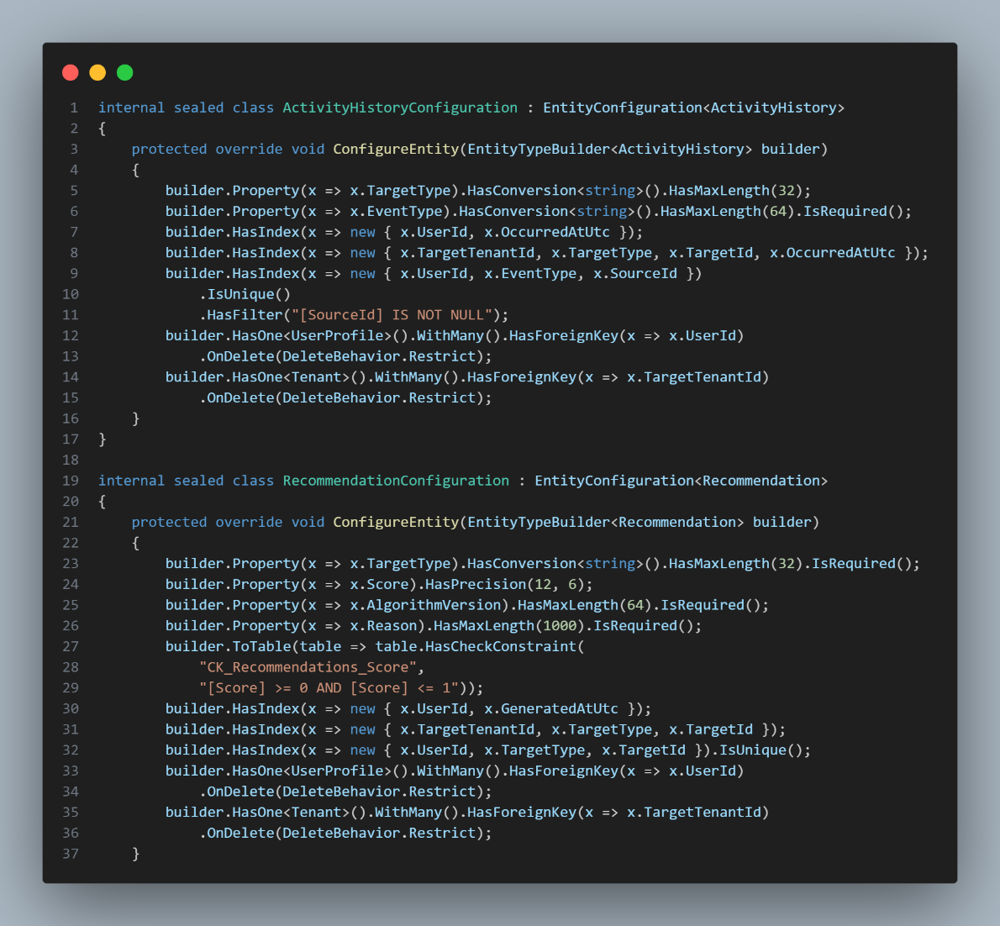 1 internal sealed class ActivityHistoryConfiguration : EntityConfiguration<ActivityHistory>
2 {
3     protected override void ConfigureEntity(EntityTypeBuilder<ActivityHistory> builder)
4     {
5         builder.Property(x => x.TargetType).HasConversion<string>().HasMaxLength(32);
6         builder.Property(x => x.EventType).HasConversion<string>().HasMaxLength(64).IsRequired();
7         builder.HasIndex(x => new { x.UserId, x.OccurredAtUtc });
8         builder.HasIndex(x => new { x.TargetTenantId, x.TargetType, x.TargetId, x.OccurredAtUtc });
9         builder.HasIndex(x => new { x.UserId, x.EventType, x.SourceId })
10             .IsUnique()
11             .HasFilter("[SourceId] IS NOT NULL");
12         builder.HasOne<UserProfile>().WithMany().HasForeignKey(x => x.UserId)
13             .OnDelete(DeleteBehavior.Restrict);
14         builder.HasOne<Tenant>().WithMany().HasForeignKey(x => x.TargetTenantId)
15             .OnDelete(DeleteBehavior.Restrict);
16     }
17 }
18
19 internal sealed class RecommendationConfiguration : EntityConfiguration<Recommendation>
20 {
21     protected override void ConfigureEntity(EntityTypeBuilder<Recommendation> builder)
22     {
23         builder.Property(x => x.TargetType).HasConversion<string>().HasMaxLength(32).IsRequired();
24         builder.Property(x => x.Score).HasPrecision(12, 6);
25         builder.Property(x => x.AlgorithmVersion).HasMaxLength(64).IsRequired();
26         builder.Property(x => x.Reason).HasMaxLength(1000).IsRequired();
27         builder.ToTable(table => table.HasCheckConstraint(
28             "CK_Recommendations_Score",
29             "[Score] >= 0 AND [Score] <= 1"));
30         builder.HasIndex(x => new { x.UserId, x.GeneratedAtUtc });
31         builder.HasIndex(x => new { x.TargetTenantId, x.TargetType, x.TargetId });
32         builder.HasIndex(x => new { x.UserId, x.TargetType, x.TargetId }).IsUnique();
33         builder.HasOne<UserProfile>().WithMany().HasForeignKey(x => x.UserId)
34             .OnDelete(DeleteBehavior.Restrict);
35         builder.HasOne<Tenant>().WithMany().HasForeignKey(x => x.TargetTenantId)
36             .OnDelete(DeleteBehavior.Restrict);
37     }